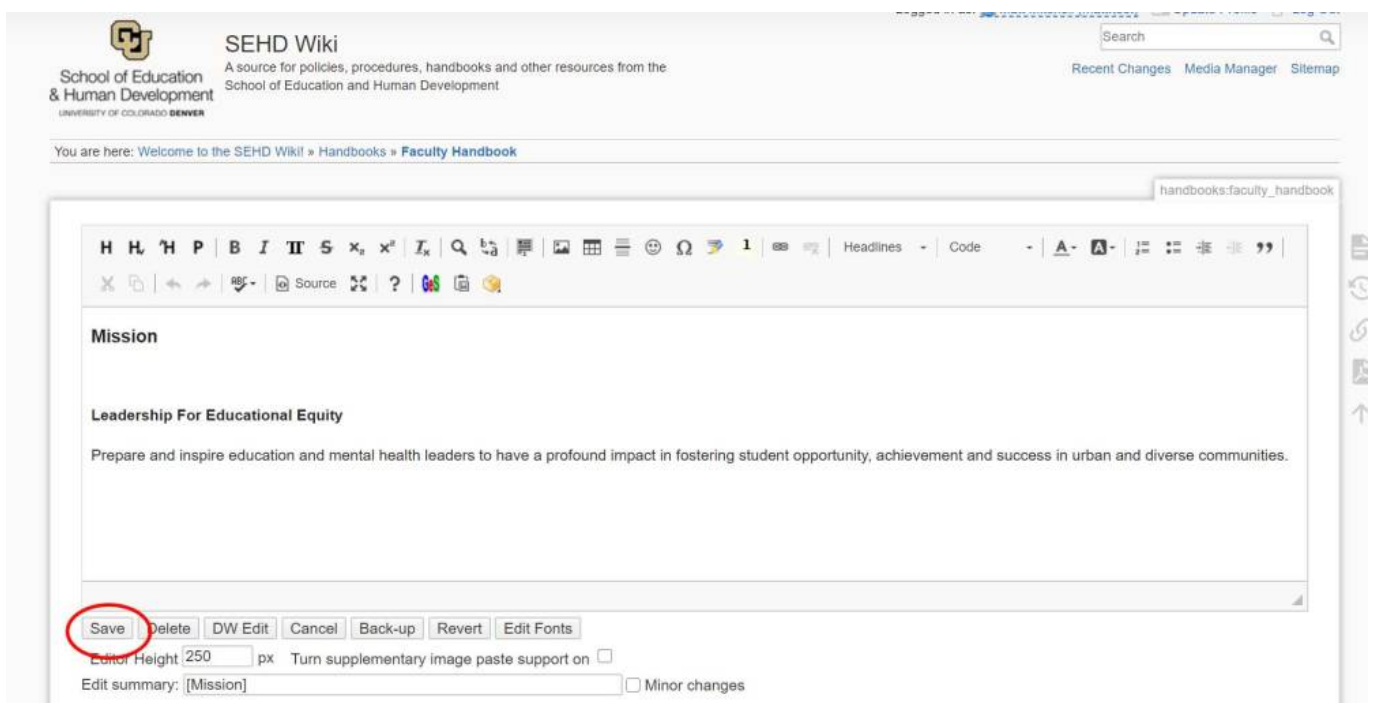 SEHD Wiki
A source for policies, procedures, handbooks and other resources from the
School of Education and Human Development
School of Education
& Human Development
UNIVERSITY OF COLORADO DENVER
Search
Recent Changes Media Manager Sitemap
You are here: Welcome to the SEHD Wiki! » Handbooks » Faculty Handbook
handbooks:faculty_handbook
Headlines Code
Source
Mission
Leadership For Educational Equity
Prepare and inspire education and mental health leaders to have a profound impact in fostering student opportunity, achievement and success in urban and diverse communities.
Save Delete DW Edit Cancel Back-up Revert Edit Fonts
Editor Height 250 px Turn supplementary image paste support on
Edit summary: [Mission] Minor changes